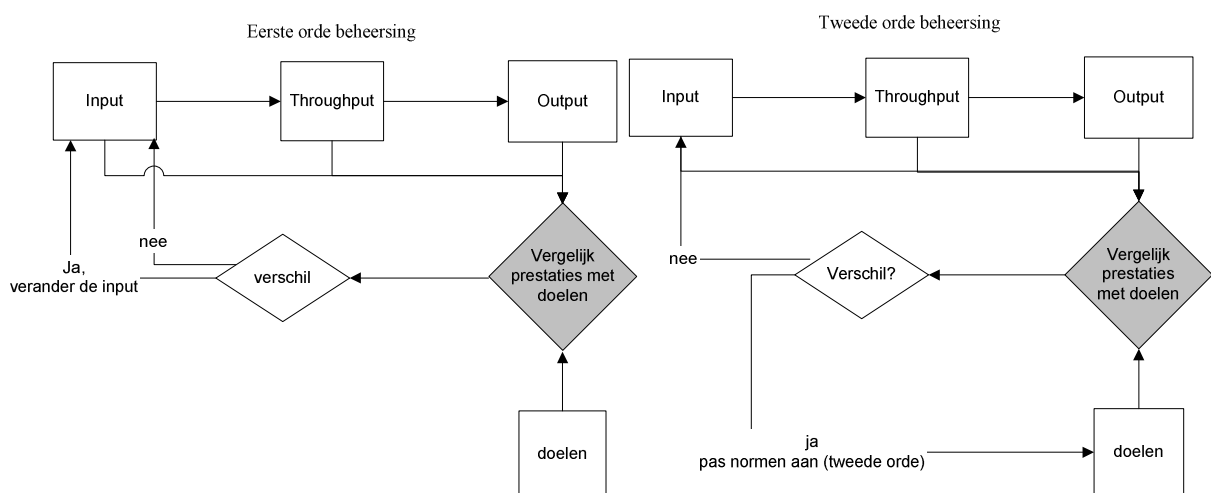 Eerste orde beheersing
Input
Throughput
Output
nee
Ja,
verander de input
verschil
Vergelijk
prestaties met
doelen
doelen
Tweede orde beheersing
Input
Throughput
Output
nee
Verschil?
Vergelijk
prestaties
met doelen
ja
pas normen aan (tweede orde)
doelen